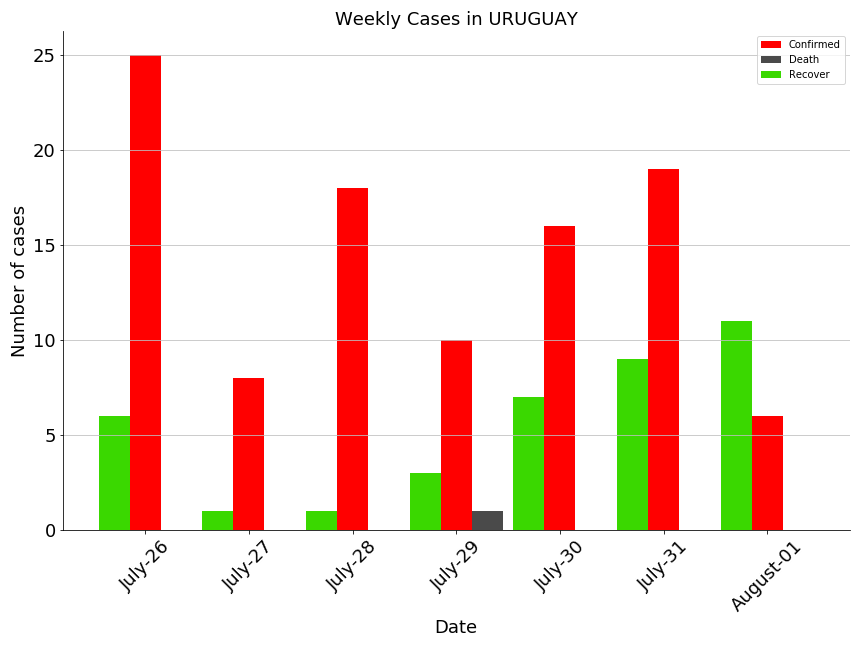 Weekly Cases in URUGUAY
Confirmed
Death
Recover
Number of cases
25
20
15
10
5
0
July-26
July-27
July-28
July-29
July-30
July-31
August-01
Date